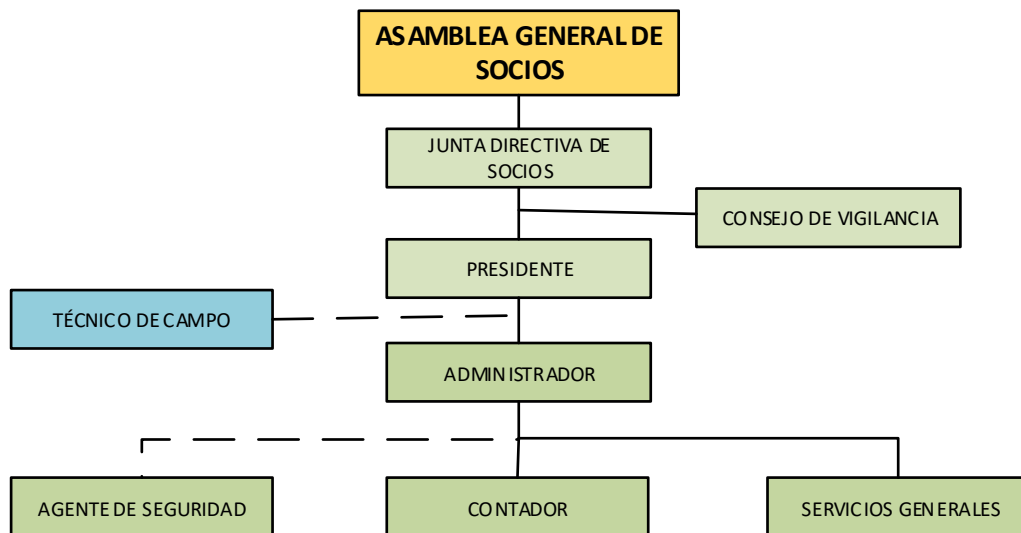 ASAMBLEA GENERAL DE
SOCIOS
JUNTA DIRECTIVA DE
SOCIOS
CONSEJO DE VIGILANCIA
PRESIDENTE
TÉCNICO DE CAMPO
ADMINISTRADOR
AGENTE DE SEGURIDAD
CONTADOR
SERVICIOS GENERALES